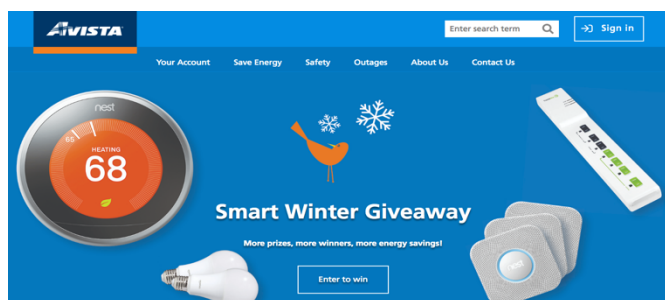 AVISTA
Enter search term
Sign in
Your Account Save Energy Safety Outages About Us Contact Us
nest
68
HEATING
68
Smart Winter Giveaway
More prizes, more winners, more energy savings!
Enter to win